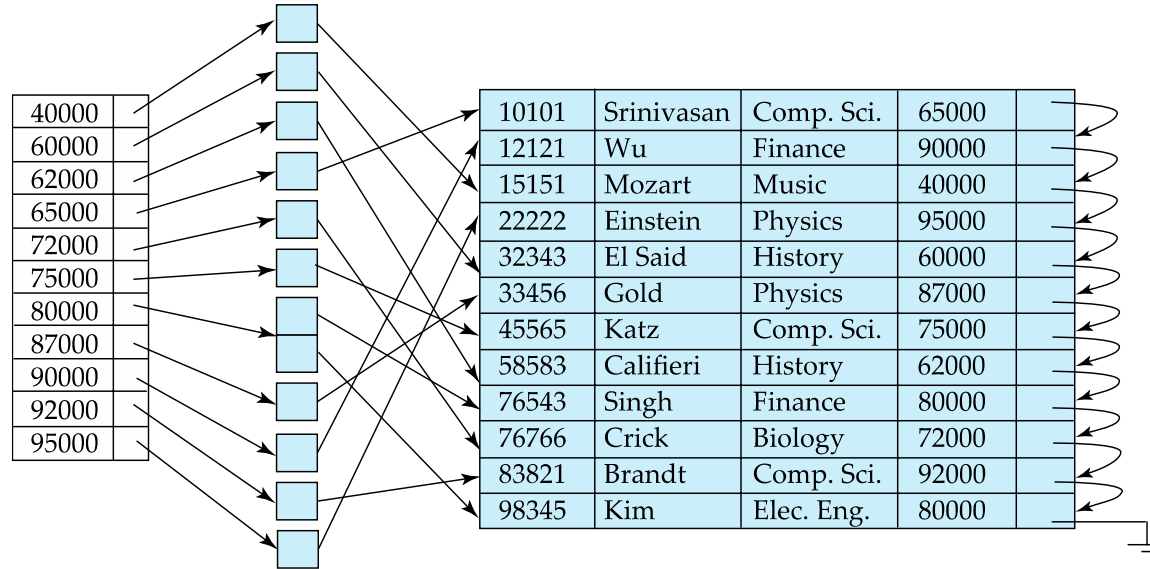 40000
60000
62000
65000
72000
75000
80000
87000
90000
92000
95000
10101 Srinivasan Comp. Sci. 65000
12121 Wu Finance 90000
15151 Mozart Music 40000
22222 Einstein Physics 95000
32343 El Said History 60000
33456 Gold Physics 87000
45565 Katz Comp. Sci. 75000
58583 Califieri History 62000
76543 Singh Finance 80000
76766 Crick Biology 72000
83821 Brandt Comp. Sci. 92000
98345 Kim Elec. Eng. 80000